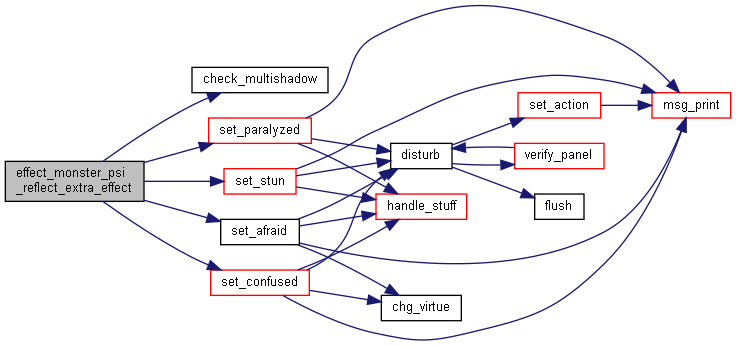 effect_monster_psi
_reflect_extra_effect
check_multishadow
set_paralyzed
set_stun
set_afraid
set_confused
disturb
handle_stuff
chg_virtue
set_action
verify_panel
flush
msg_print